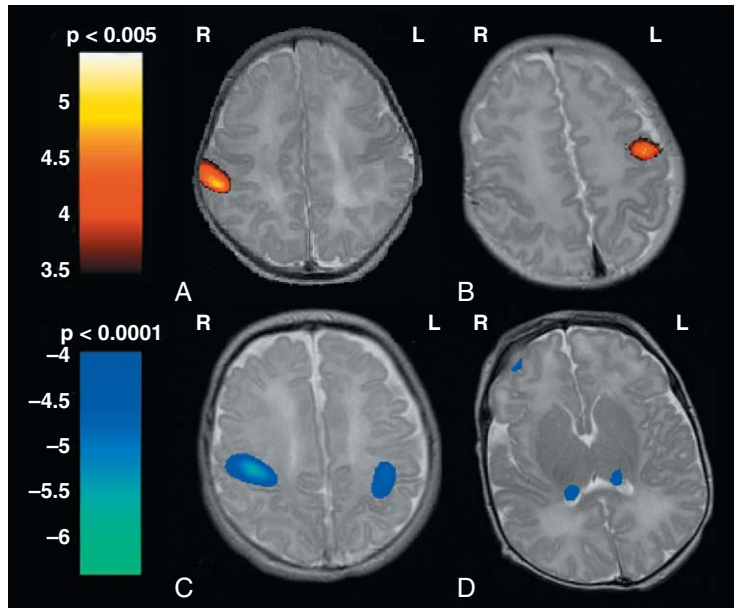 p < 0.005
R L
R L
5
4.5
4
3.5
A
B
p < 0.0001
R L
R L
–4
–4.5
–5
–5.5
–6
C
D